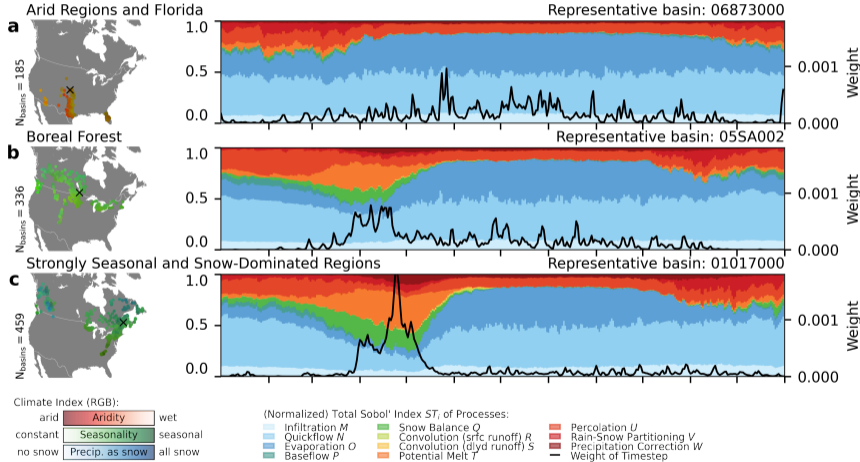 Arid Regions and Florida
Representative basin: 06873000
a
N_basins = 185
1.0
0.5
0.0
0.001
0.000
Weight
Boreal Forest
Representative basin: 05SA002
b
N_basins = 336
1.0
0.5
0.0
0.001
0.000
Weight
Strongly Seasonal and Snow-Dominated Regions
Representative basin: 01017000
c
N_basins = 459
1.0
0.5
0.0
0.001
0.000
Weight
Climate Index (RGB):
arid Aridity wet
constant Seasonality seasonal
no snow Precip. as snow all snow
(Normalized) Total Sobol' Index ST_i of Processes:
Infiltration M
Quickflow N
Evaporation O
Baseflow P
Snow Balance Q
Convolution (srfc runoff) R
Convolution (dlyd runoff) S
Potential Melt T
Percolation U
Rain-Snow Partitioning V
Precipitation Correction W
Weight of Timestep